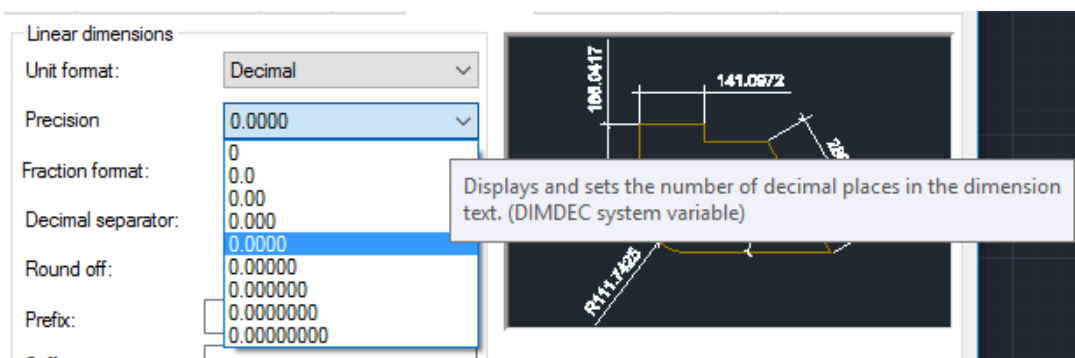 Linear dimensions
Unit format:
Decimal
Precision
0.0000
0
0.0
0.00
0.000
0.0000
0.00000
0.000000
0.0000000
0.00000000
Fraction format:
Decimal separator:
Round off:
Prefix:
141.0972
R111.7425
Displays and sets the number of decimal places in the dimension
text. (DIMDEC system variable)